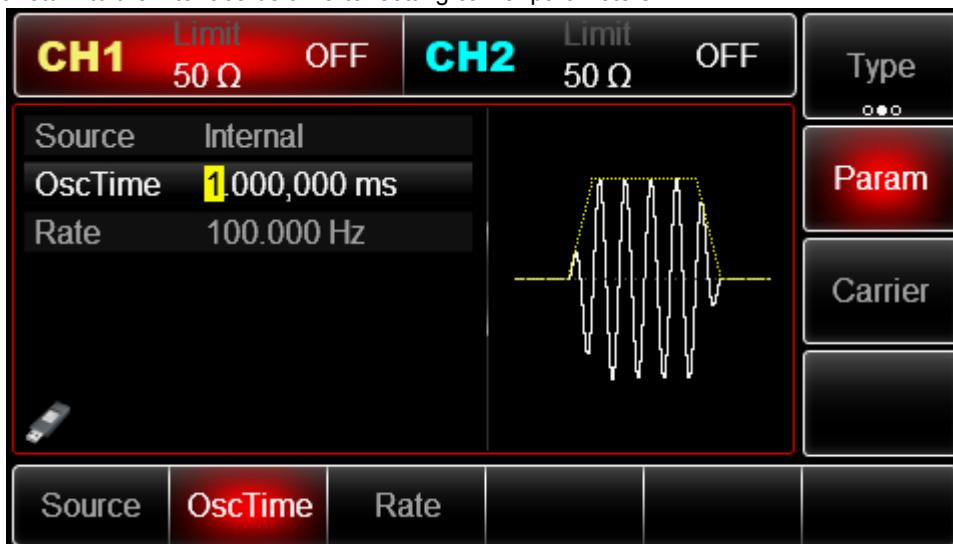 CH1 Limit 50 Ω OFF CH2 Limit 50 Ω OFF
Type
Source Internal
OscTime 1.000,000 ms
Param
Rate 100.000 Hz
Carrier
Source OscTime Rate